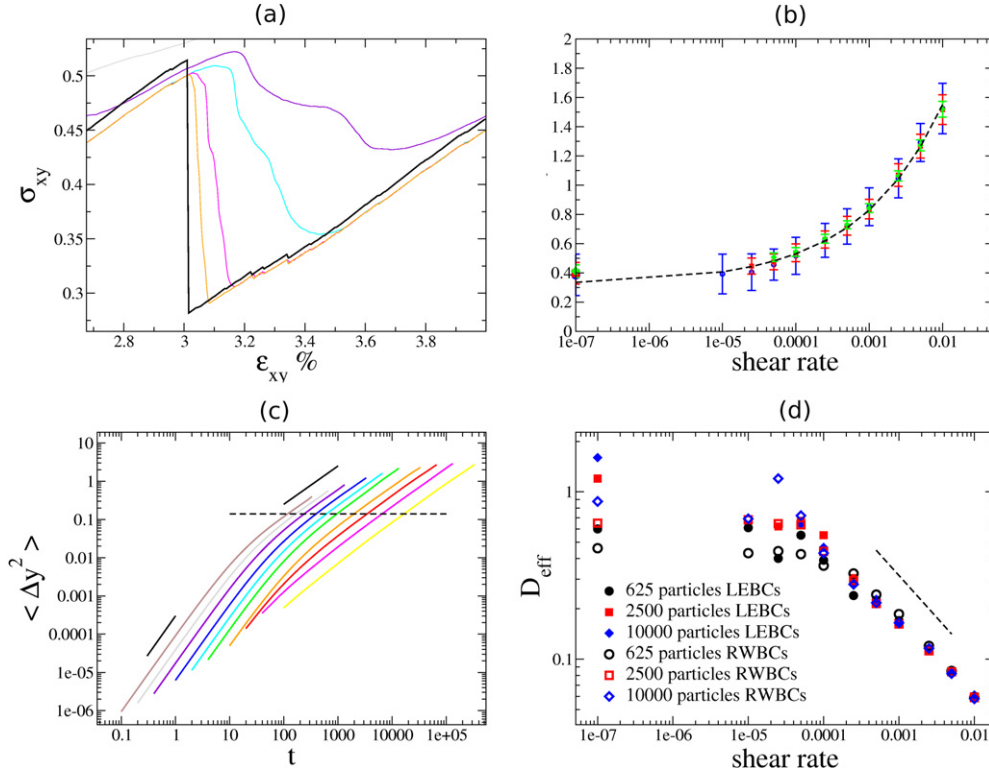 (a)
σxy
0.5
0.45
0.4
0.35
0.3
2.8 3 3.2 3.4 3.6 3.8
εxy %
(b)
2
1.8
1.6
1.4
1.2
1
0.8
0.6
0.4
0.2
0
1e-07 1e-06 1e-05 0.0001 0.001 0.01
shear rate
(c)
< Δy² >
10
1
0.1
0.01
0.001
0.0001
1e-05
1e-06
0.1 1 10 100 1000 10000 1e+05
t
(d)
Deff
1
0.1
625 particles LEBCs
2500 particles LEBCs
10000 particles LEBCs
625 particles RWBCs
2500 particles RWBCs
10000 particles RWBCs
1e-07 1e-06 1e-05 0.0001 0.001 0.01
shear rate